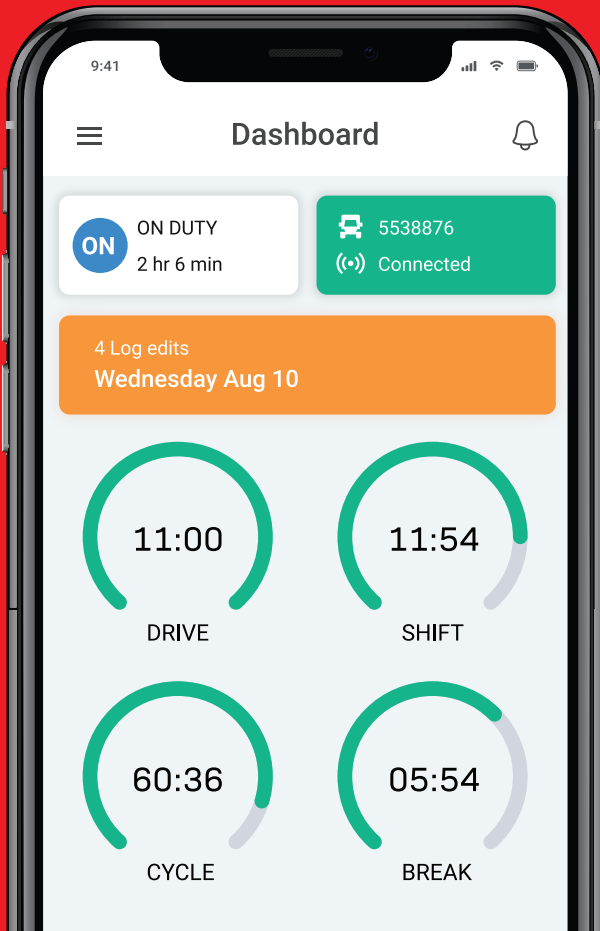 9:41
Dashboard
ON
ON DUTY
2 hr 6 min
5538876
Connected
4 Log edits
Wednesday Aug 10
11:00
DRIVE
11:54
SHIFT
60:36
CYCLE
05:54
BREAK